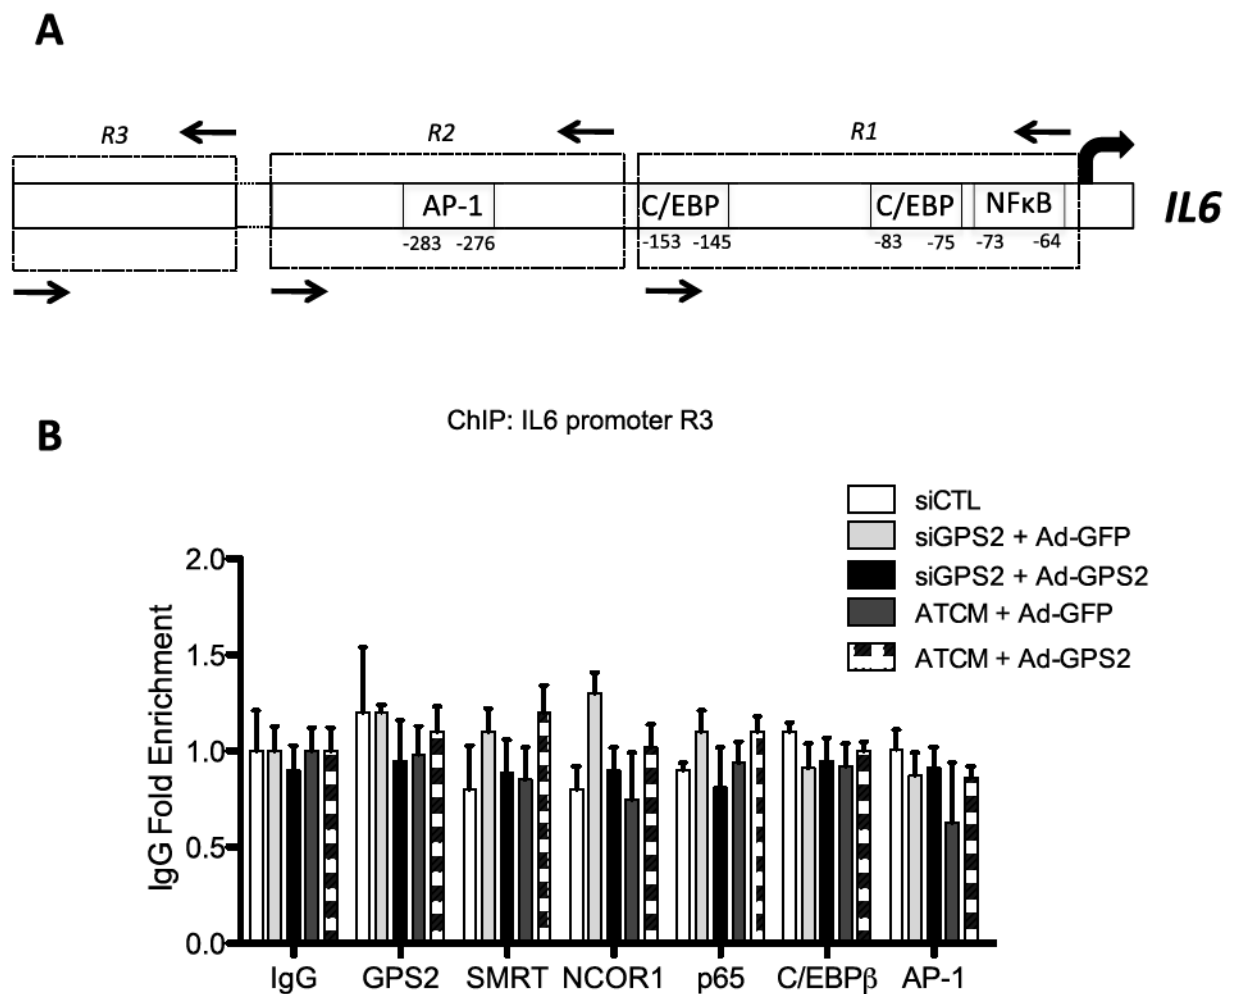 A
R3 R2 R1
AP-1 C/EBP C/EBP NFκB IL6
-283 -276 -153 -145 -83 -75 -73 -64
B
ChIP: IL6 promoter R3
siCTL
siGPS2 + Ad-GFP
siGPS2 + Ad-GPS2
ATCM + Ad-GFP
ATCM + Ad-GPS2
IgG Fold Enrichment
2.0
1.5
1.0
0.5
0.0
IgG GPS2 SMRT NCOR1 p65 C/EBPβ AP-1